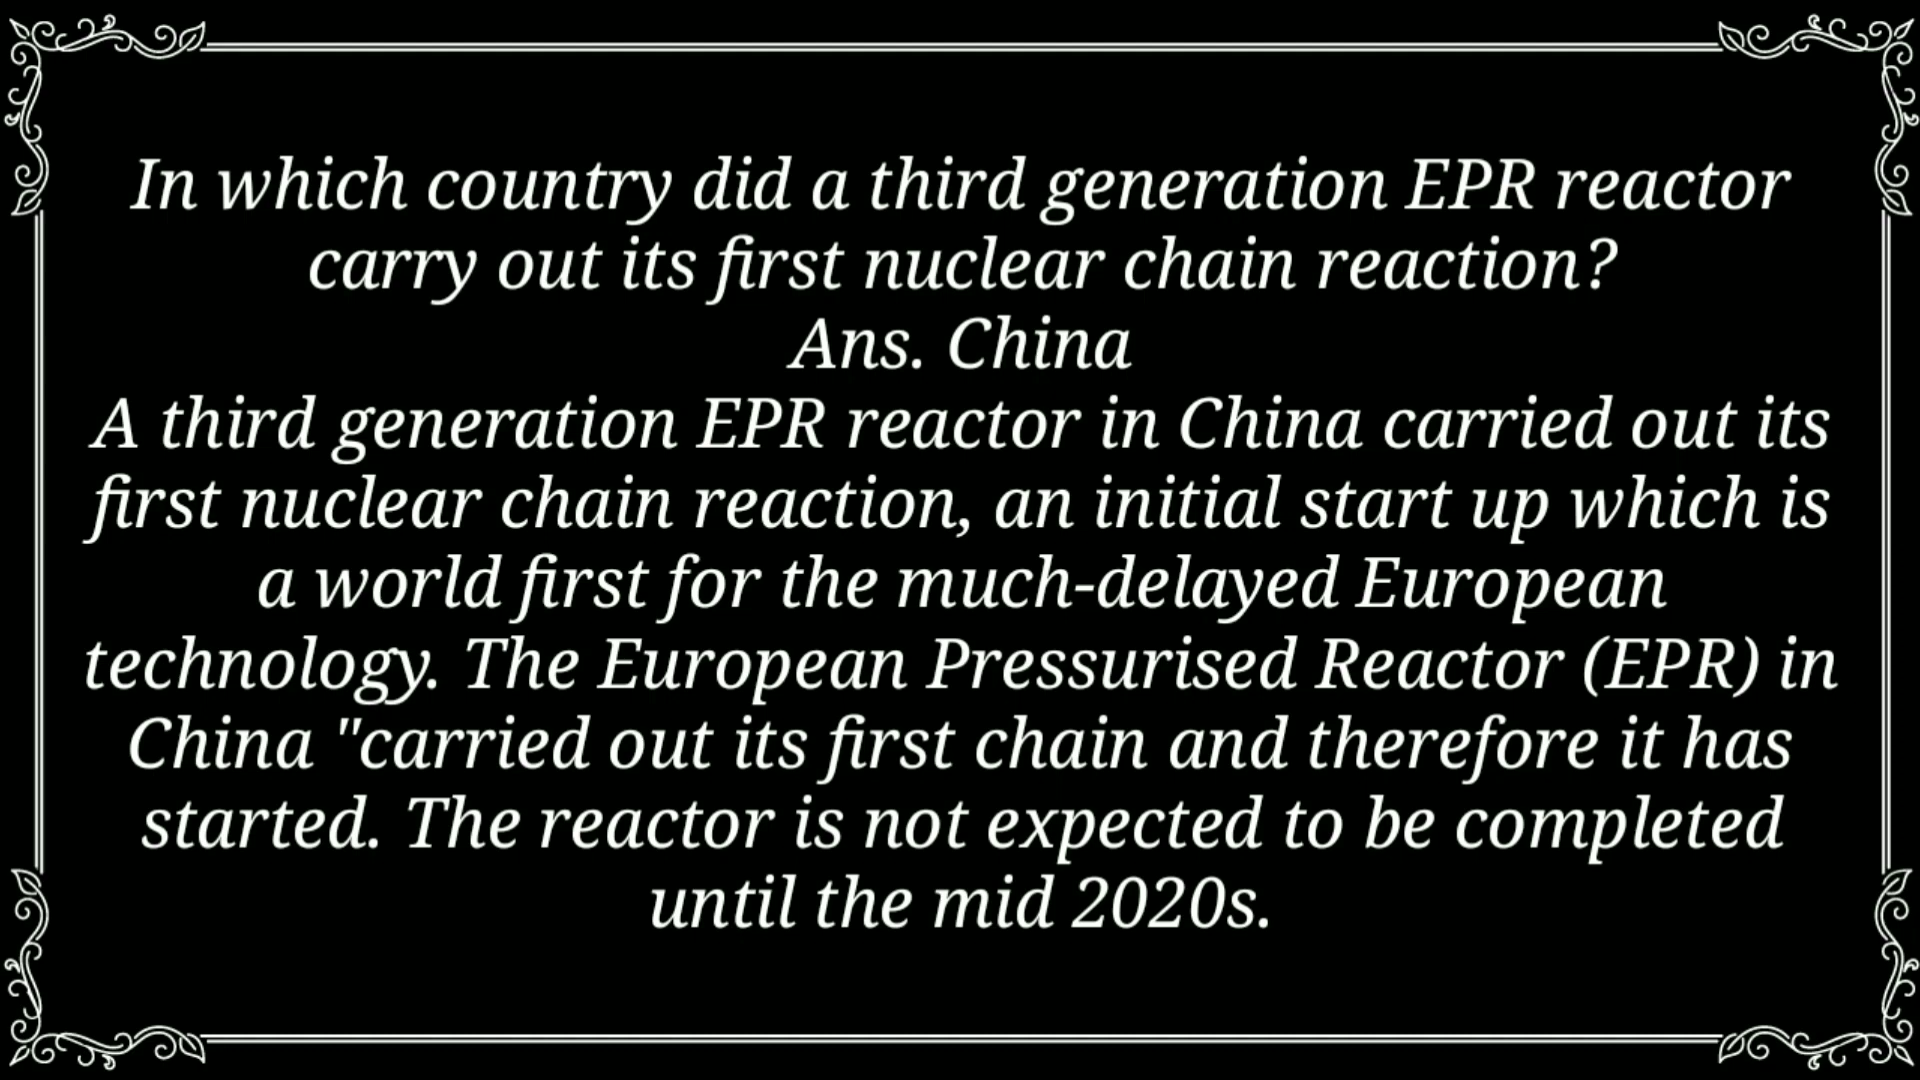 In which country did a third generation EPR reactor
carry out its first nuclear chain reaction?
Ans. China
A third generation EPR reactor in China carried out its
first nuclear chain reaction, an initial start up which is
a world first for the much-delayed European
technology. The European Pressurised Reactor (EPR) in
China "carried out its first chain and therefore it has
started. The reactor is not expected to be completed
until the mid 2020s.